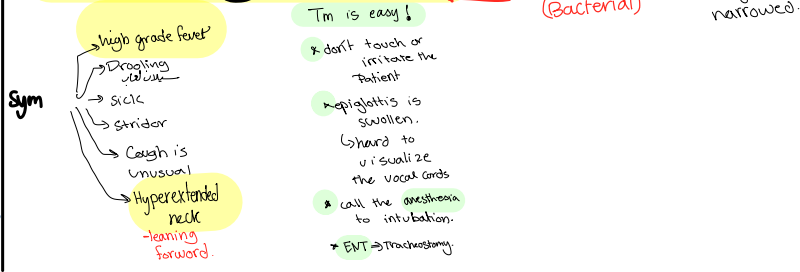 Tm is easy!
(Bacterial)
narrowed.
Sym
high grade fever
Drooling
sick
stridor
Cough is
unusual
Hyperextended
neck
-leaning
forword.
* don't touch or
irritate the
Patient
* epiglottis is
swollen.
↳ hard to
visualize
the vocal cords
* call the anesthesia
to intubation.
* ENT → Tracheostomy.